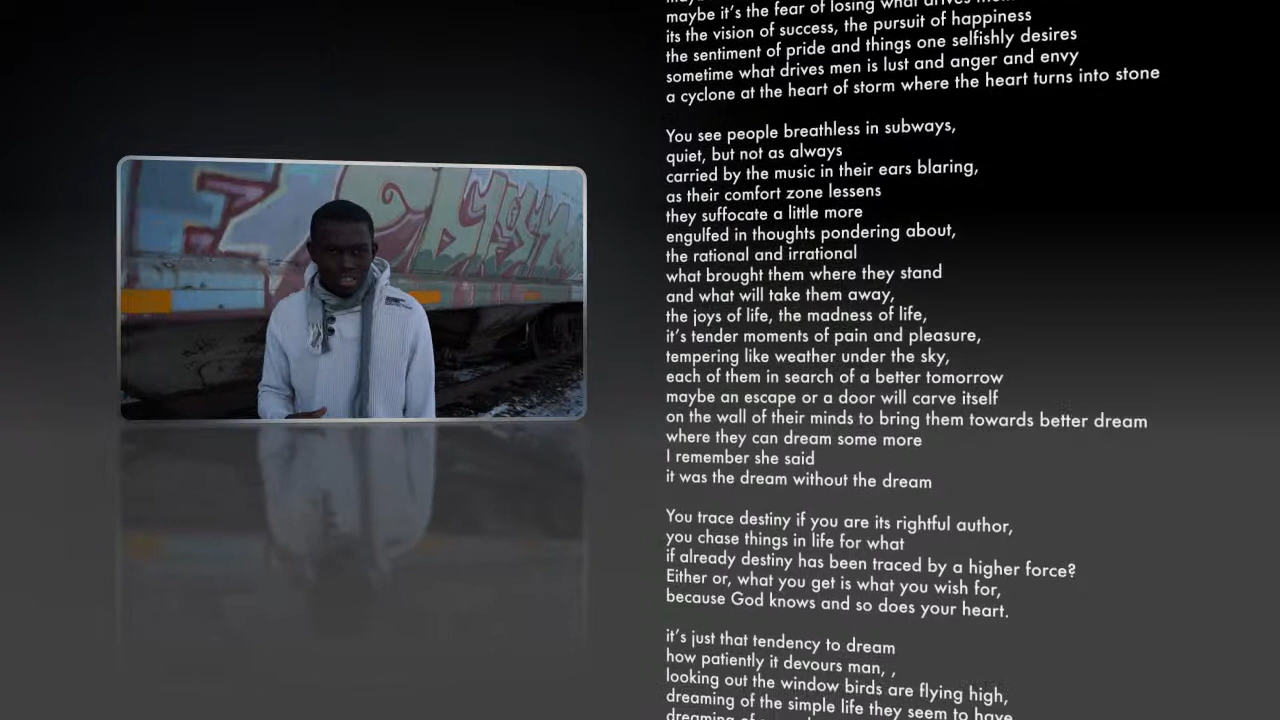 maybe it's the fear of losing what drives
its the vision of success, the pursuit of happiness
the sentiment of pride and things one selfishly desires
sometime what drives men is lust and anger and envy
a cyclone at the heart of storm where the heart turns into stone
You see people breathless in subways,
quiet, but not as always
carried by the music in their ears blaring,
as their comfort zone lessens
they suffocate a little more
engulfed in thoughts pondering about,
the rational and irrational
what brought them where they stand
and what will take them away,
the joys of life, the madness of life,
it's tender moments of pain and pleasure,
tempering like weather under the sky,
each of them in search of a better tomorrow
maybe an escape or a door will carve itself
on the wall of their minds to bring them towards better dream
where they can dream some more
I remember she said
it was the dream without the dream
You trace destiny if you are its rightful author,
you chase things in life for what
if already destiny has been traced by a higher force?
Either or, what you get is what you wish for,
because God knows and so does your heart.
it's just that tendency to dream
how patiently it devours man, ,
looking out the window birds are flying high,
dreaming of the simple life they seem to have
dreaming of